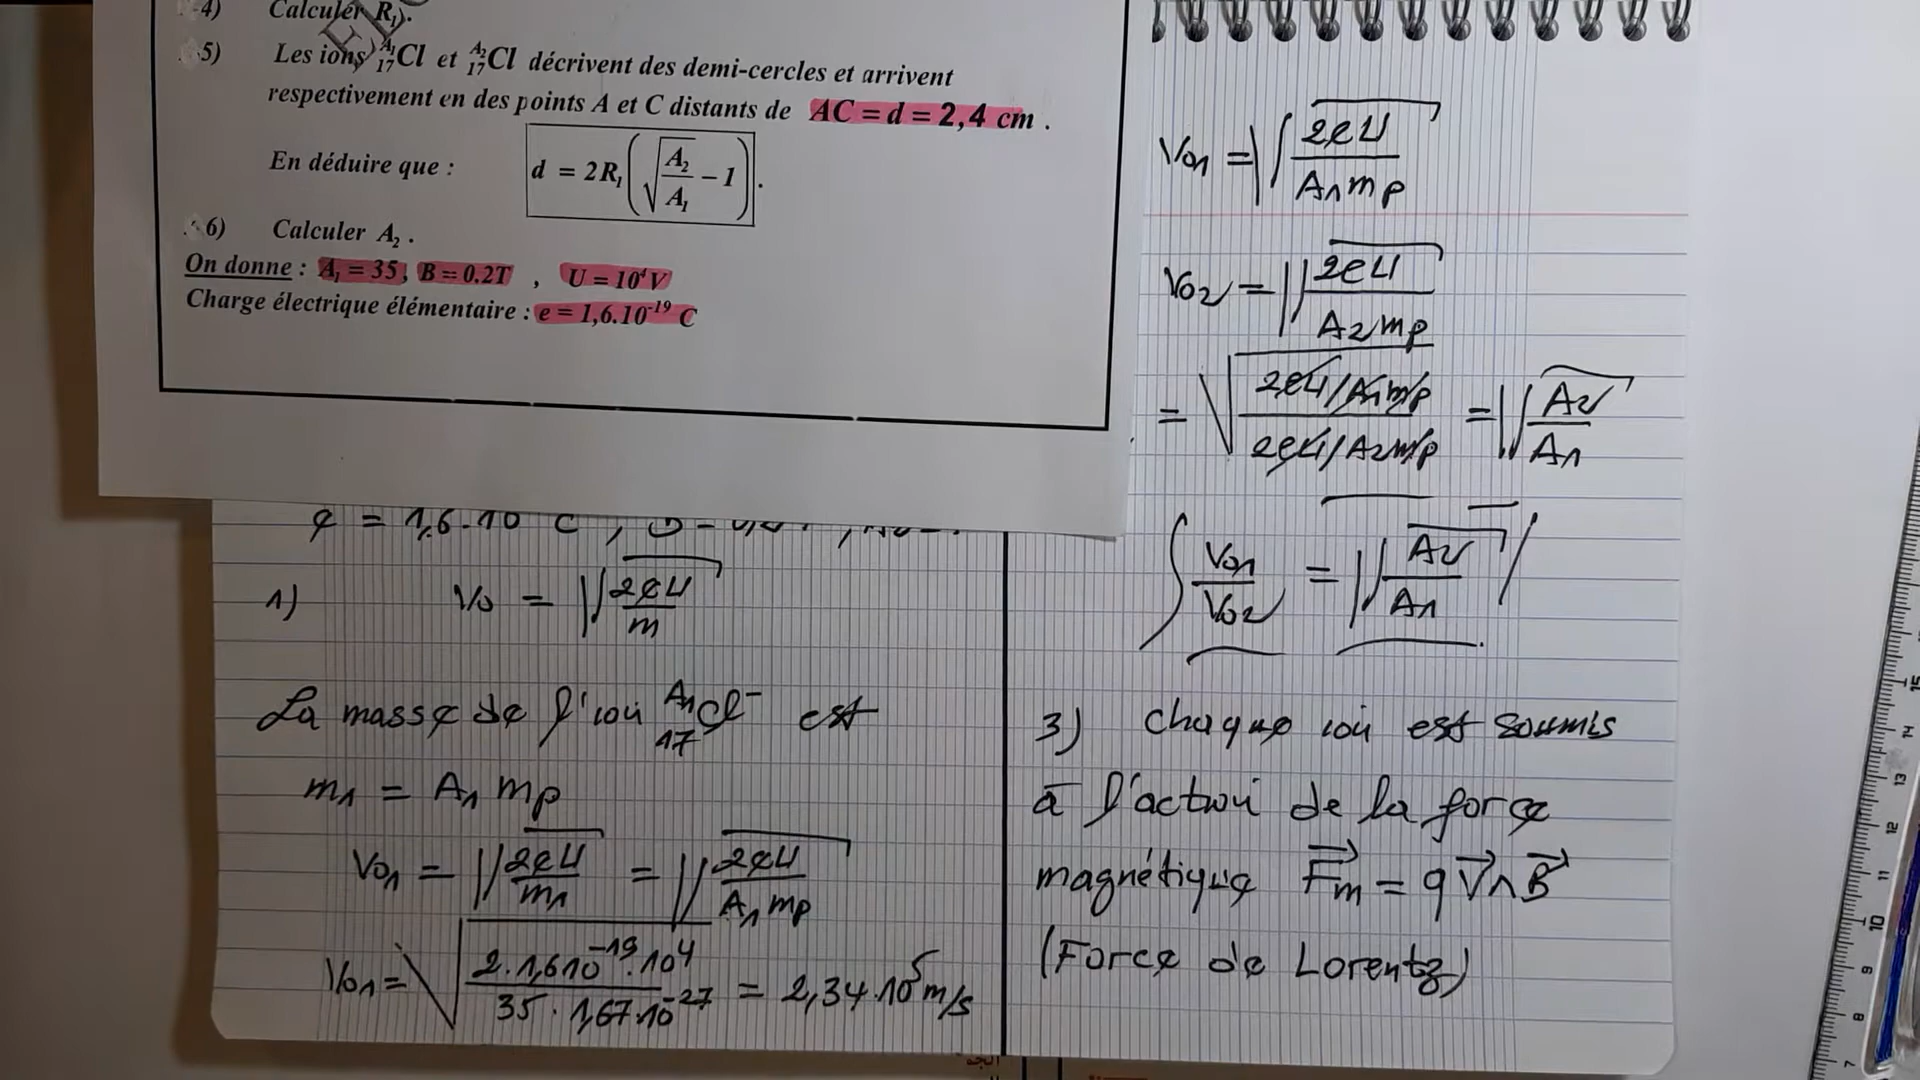 4) Calculer R₁.
5) Les ions ᴬ¹₁₇Cl et ᴬ²₁₇Cl décrivent des demi-cercles et arrivent
respectivement en des points A et C distants de AC = d = 2,4 cm .
En déduire que : d = 2R₁(√(A₂/A₁) − 1).
6) Calculer A₂ .
On donne : A₁ = 35, B = 0.2T , U = 10⁴V
Charge électrique élémentaire : e = 1,6.10⁻¹⁹ C
1) V₀ = √(2eU/m)
La masse de l'ion ᴬ¹₁₇Cl⁻ est
m₁ = A₁ mp
V₀₁ = √(2eU/m₁) = √(2eU/A₁mp)
V₀₁ = √(2.1,6 10⁻¹⁹.10⁴/35.1,67.10⁻²⁷) = 2,34.10⁵ m/s
V₀₁ = √(2eU/A₁mp)
V₀₂ = √(2eU/A₂mp)
= √((2eU/A₁mp)/(2eU/A₂mp)) = √(A₂/A₁)
V₀₁/V₀₂ = √(A₂/A₁)
3) Chaque ion est soumis
à l'action de la force
magnétique F⃗m = q V⃗∧B⃗
(Force de Lorentz)